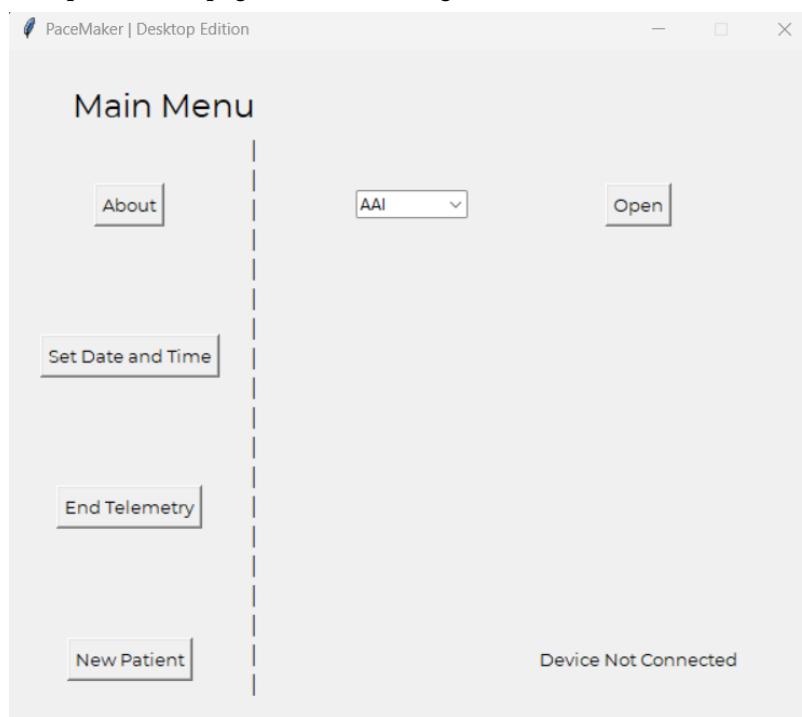 PaceMaker | Desktop Edition
Main Menu
About
AAI
Open
Set Date and Time
End Telemetry
New Patient
Device Not Connected